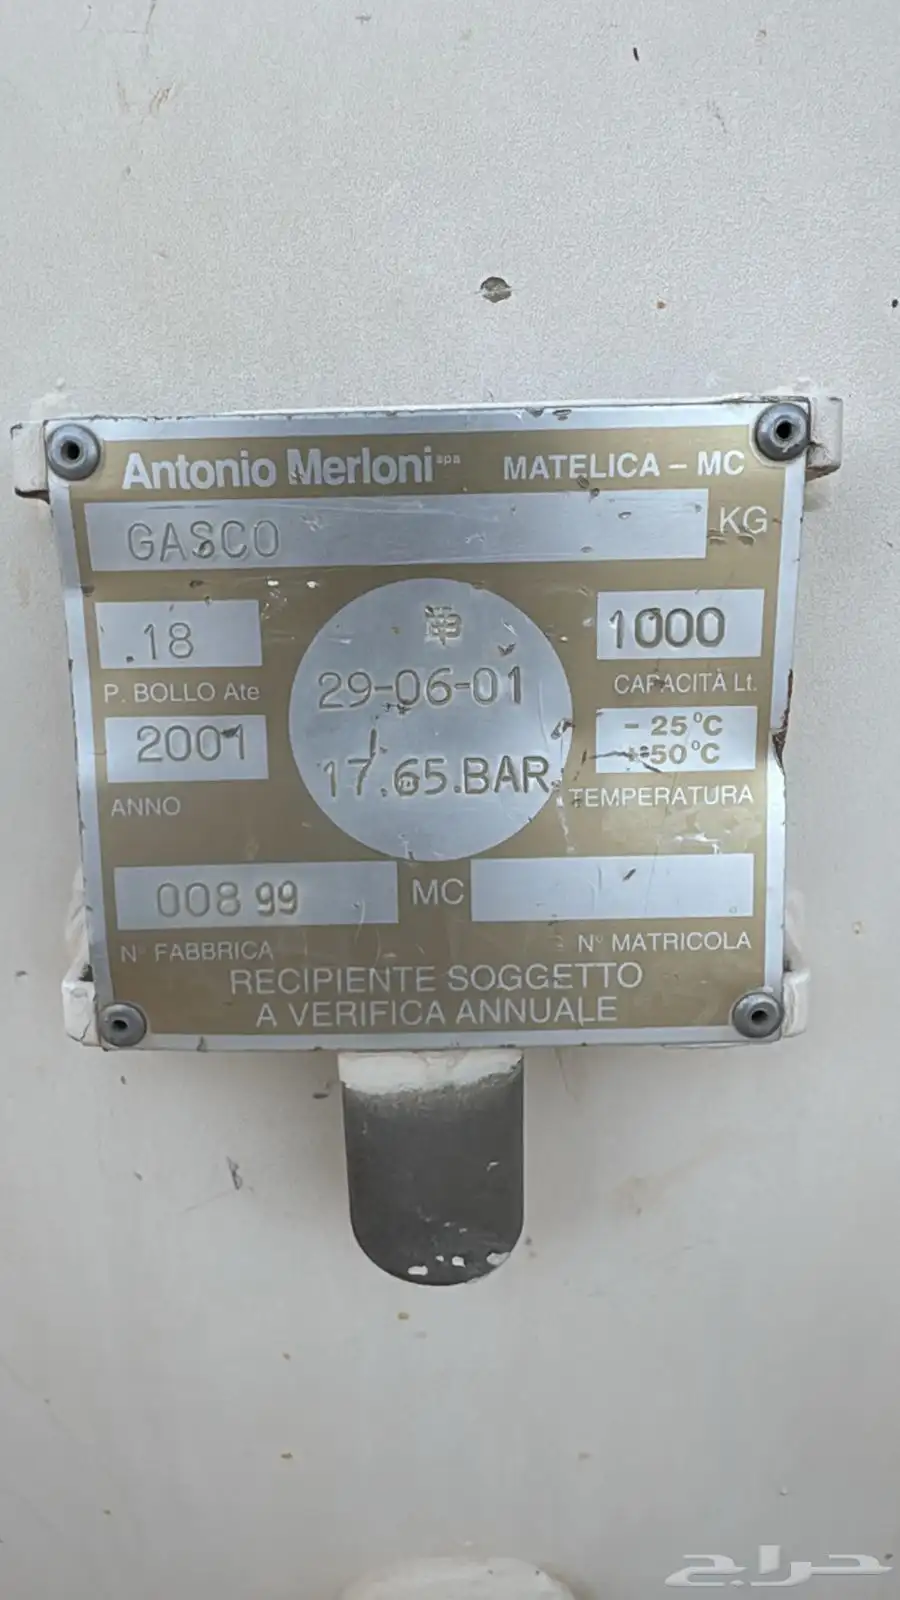 Antonio Merloni spa MATELICA - MC
GASCO KG
.18 1000
P. BOLLO Ate CAPACITÀ Lt.
29-06-01
2001 - 25°C
+50°C
17.65.BAR
ANNO TEMPERATURA
008 99 MC
N° FABBRICA N° MATRICOLA
RECIPIENTE SOGGETTO
A VERIFICA ANNUALE
حراج